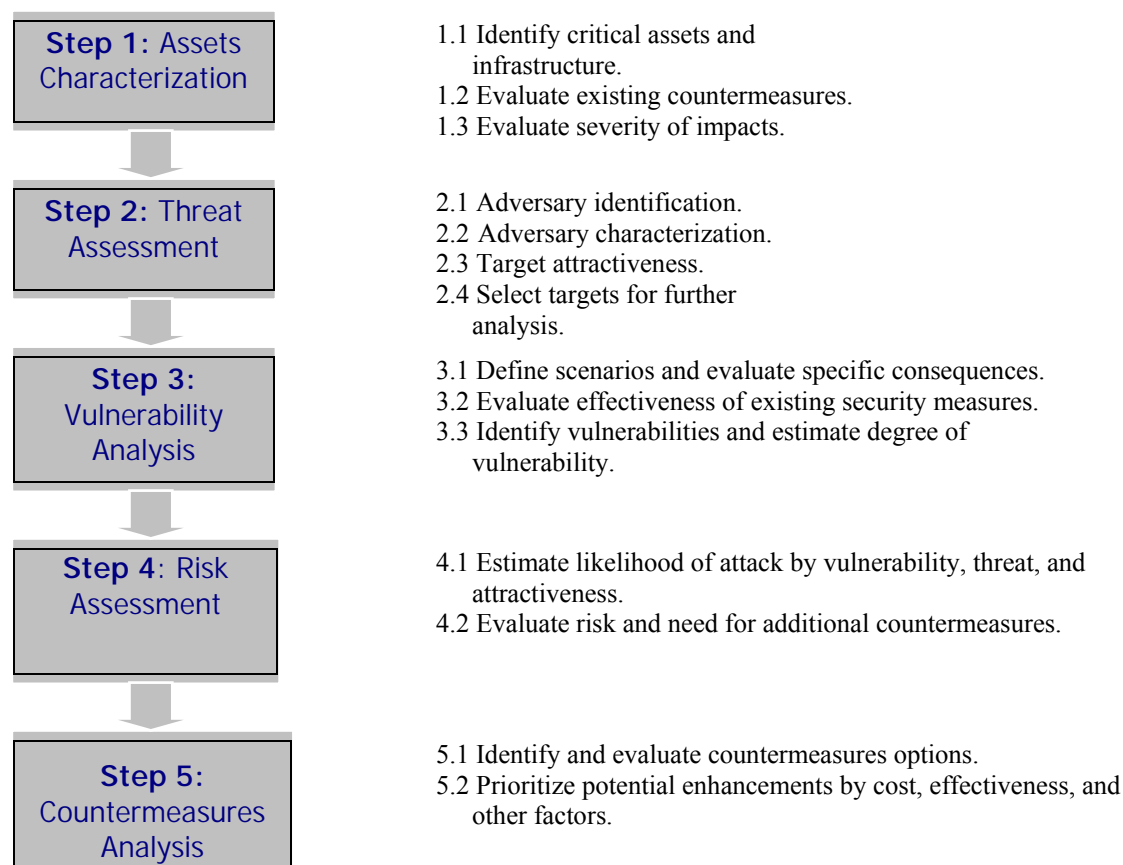 Step 1: Assets
Characterization
1.1 Identify critical assets and
infrastructure.
1.2 Evaluate existing countermeasures.
1.3 Evaluate severity of impacts.
Step 2: Threat
Assessment
2.1 Adversary identification.
2.2 Adversary characterization.
2.3 Target attractiveness.
2.4 Select targets for further
analysis.
Step 3:
Vulnerability
Analysis
3.1 Define scenarios and evaluate specific consequences.
3.2 Evaluate effectiveness of existing security measures.
3.3 Identify vulnerabilities and estimate degree of
vulnerability.
Step 4: Risk
Assessment
4.1 Estimate likelihood of attack by vulnerability, threat, and
attractiveness.
4.2 Evaluate risk and need for additional countermeasures.
Step 5:
Countermeasures
Analysis
5.1 Identify and evaluate countermeasures options.
5.2 Prioritize potential enhancements by cost, effectiveness, and
other factors.